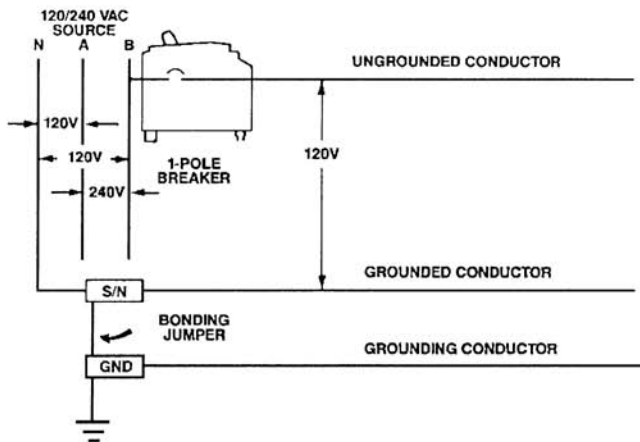 120/240 VAC
SOURCE
N A B
UNGROUNDED CONDUCTOR
120V
120V
1-POLE
BREAKER
120V
240V
GROUNDED CONDUCTOR
S/N
BONDING
JUMPER
GROUNDING CONDUCTOR
GND